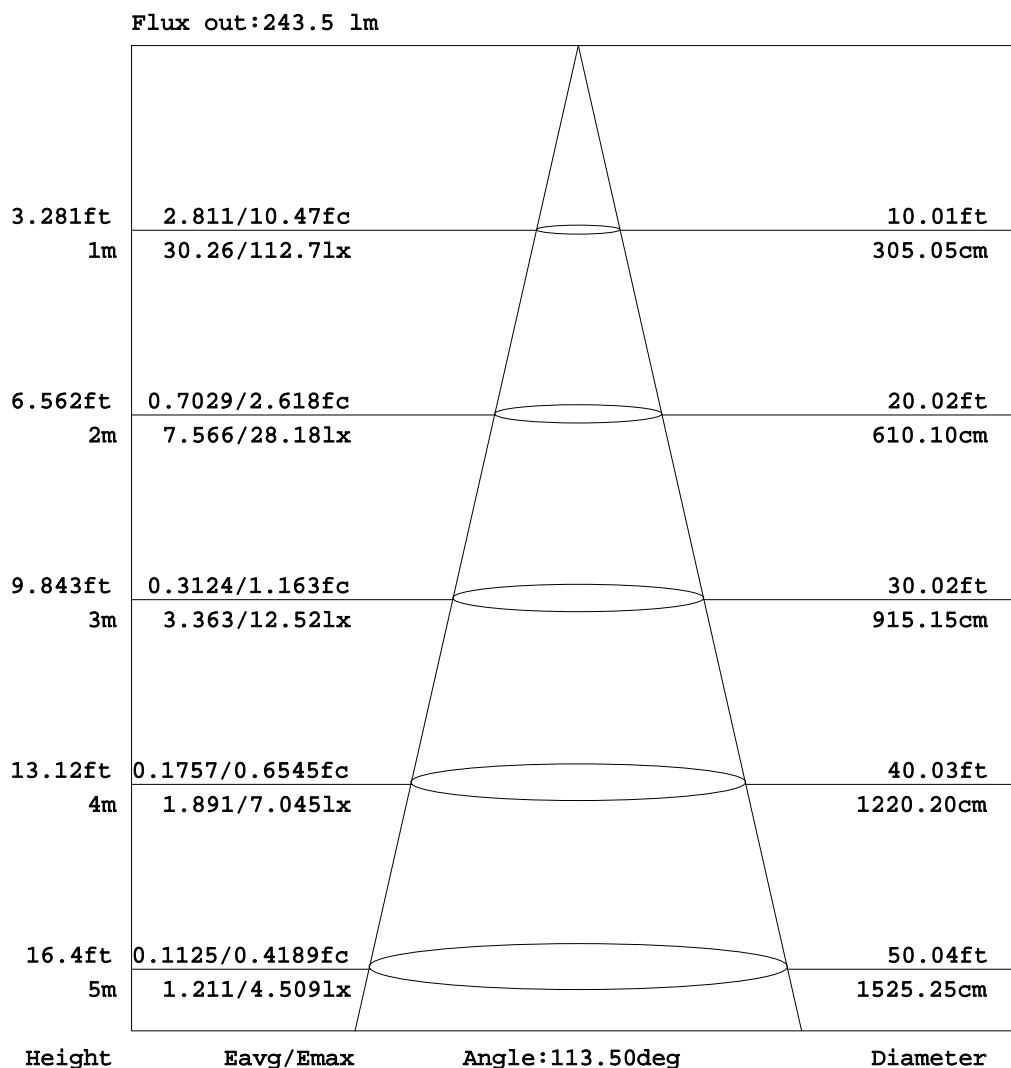 Flux out:243.5 lm
3.281ft 2.811/10.47fc 10.01ft
1m 30.26/112.7lx 305.05cm
6.562ft 0.7029/2.618fc 20.02ft
2m 7.566/28.18lx 610.10cm
9.843ft 0.3124/1.163fc 30.02ft
3m 3.363/12.52lx 915.15cm
13.12ft 0.1757/0.6545fc 40.03ft
4m 1.891/7.045lx 1220.20cm
16.4ft 0.1125/0.4189fc 50.04ft
5m 1.211/4.509lx 1525.25cm
Height Eavg/Emax Angle:113.50deg Diameter